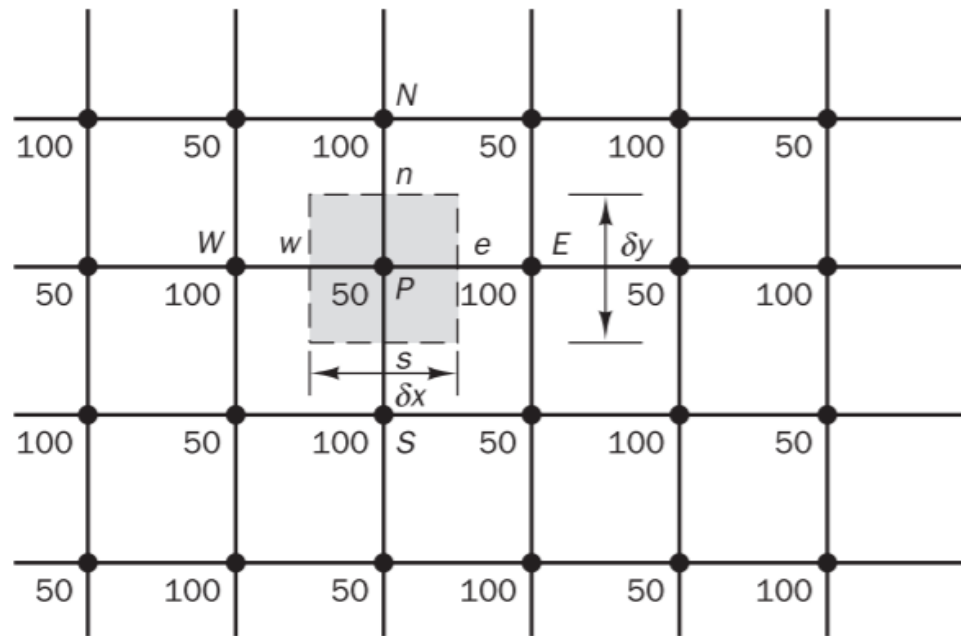 N
100 50 100 50 100 50
n
W w e E δy
50 100 50 P 100 50 100
s
δx
100 50 100 S 50 100 50
50 100 50 100 50 100